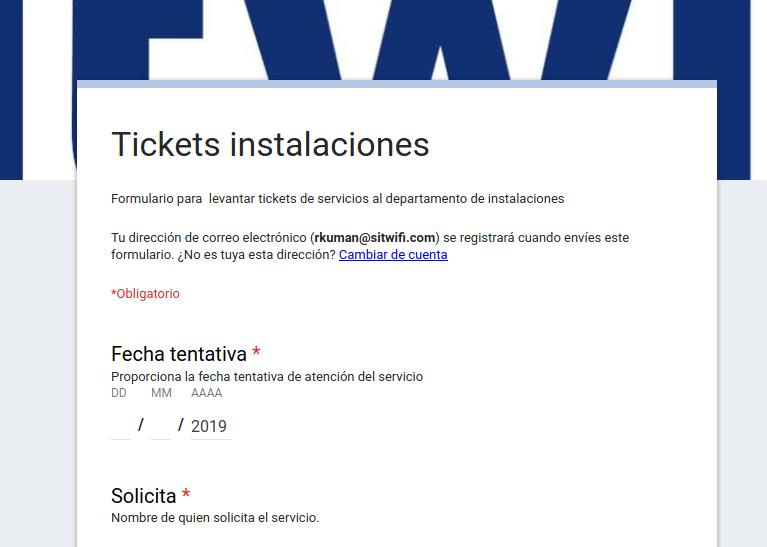 Tickets instalaciones
Formulario para  levantar tickets de servicios al departamento de instalaciones
Tu dirección de correo electrónico (rkuman@sitwifi.com) se registrará cuando envíes este
formulario. ¿No es tuya esta dirección? Cambiar de cuenta
*Obligatorio
Fecha tentativa *
Proporciona la fecha tentativa de atención del servicio
DD MM AAAA
/ / 2019
Solicita *
Nombre de quien solicita el servicio.